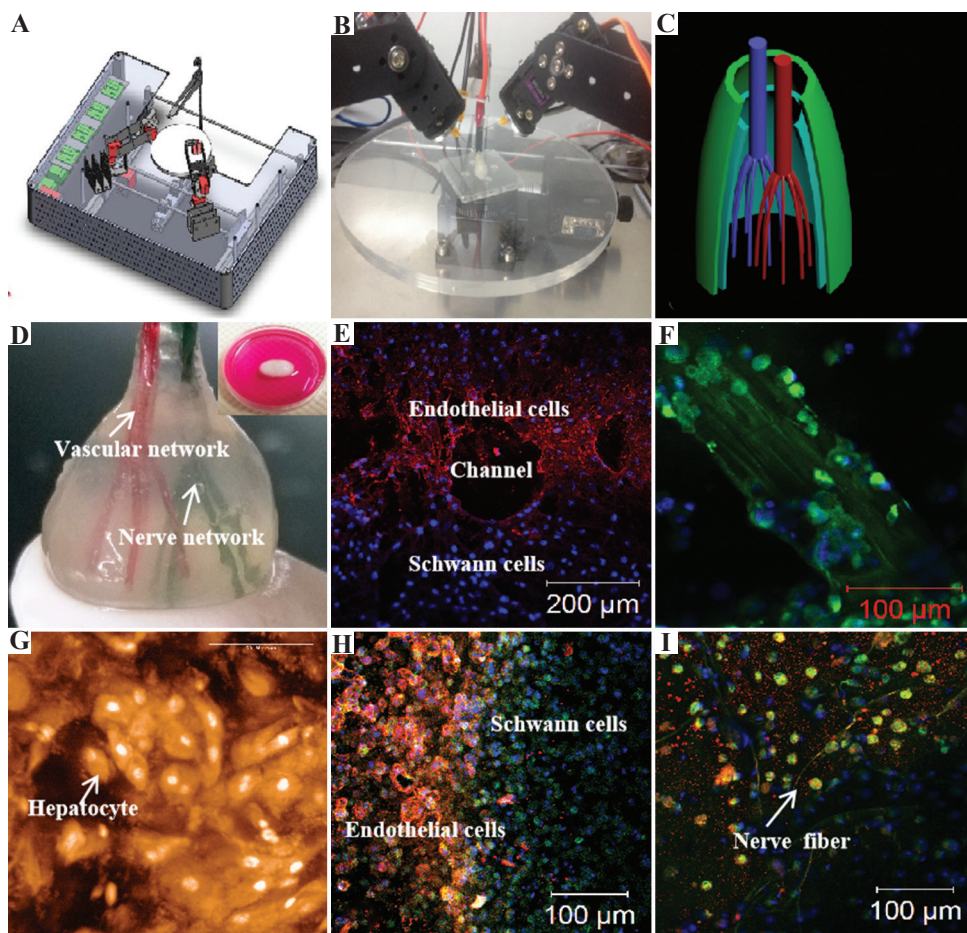 A
B
C
D
Vascular network
Nerve network
E
Endothelial cells
Channel
Schwann cells
200 µm
F
100 µm
G
Hepatocyte
H
Schwann cells
Endothelial cells
100 µm
I
Nerve fiber
100 µm